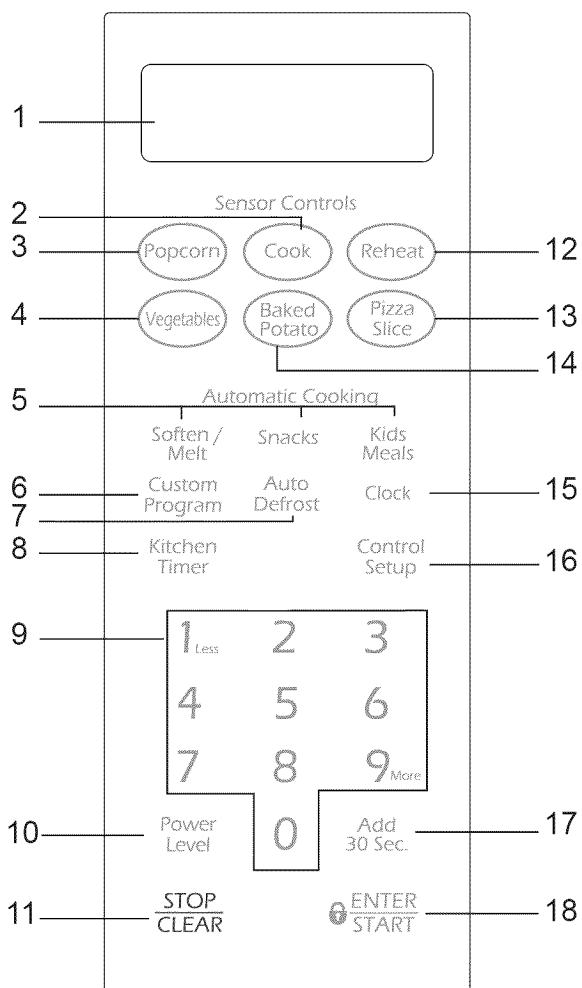 1
Sensor Controls
2
3 Popcorn Cook Reheat 12
4 Vegetables Baked Potato Pizza Slice 13
14
5 Automatic Cooking
Soften / Snacks Kids
Melt Meals
6 Custom Auto Clock 15
7 Program Defrost
8 Kitchen Control 16
Timer Setup
9 1 Less 2 3
4 5 6
7 8 9 More
10 Power 0 Add 17
Level 30 Sec.
11 STOP ENTER 18
CLEAR START